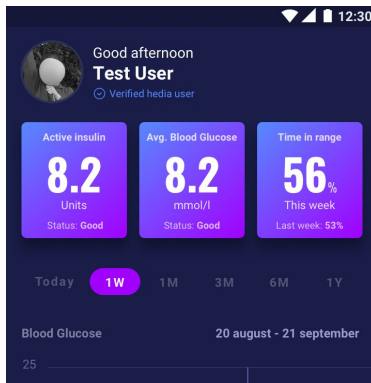 12:30
Good afternoon
Test User
Verified hedia user
Active insulin
8.2
Units
Status: Good
Avg. Blood Glucose
8.2
mmol/l
Status: Good
Time in range
56%
This week
Last week: 53%
Today 1W 1M 3M 6M 1Y
Blood Glucose 20 august - 21 september
25